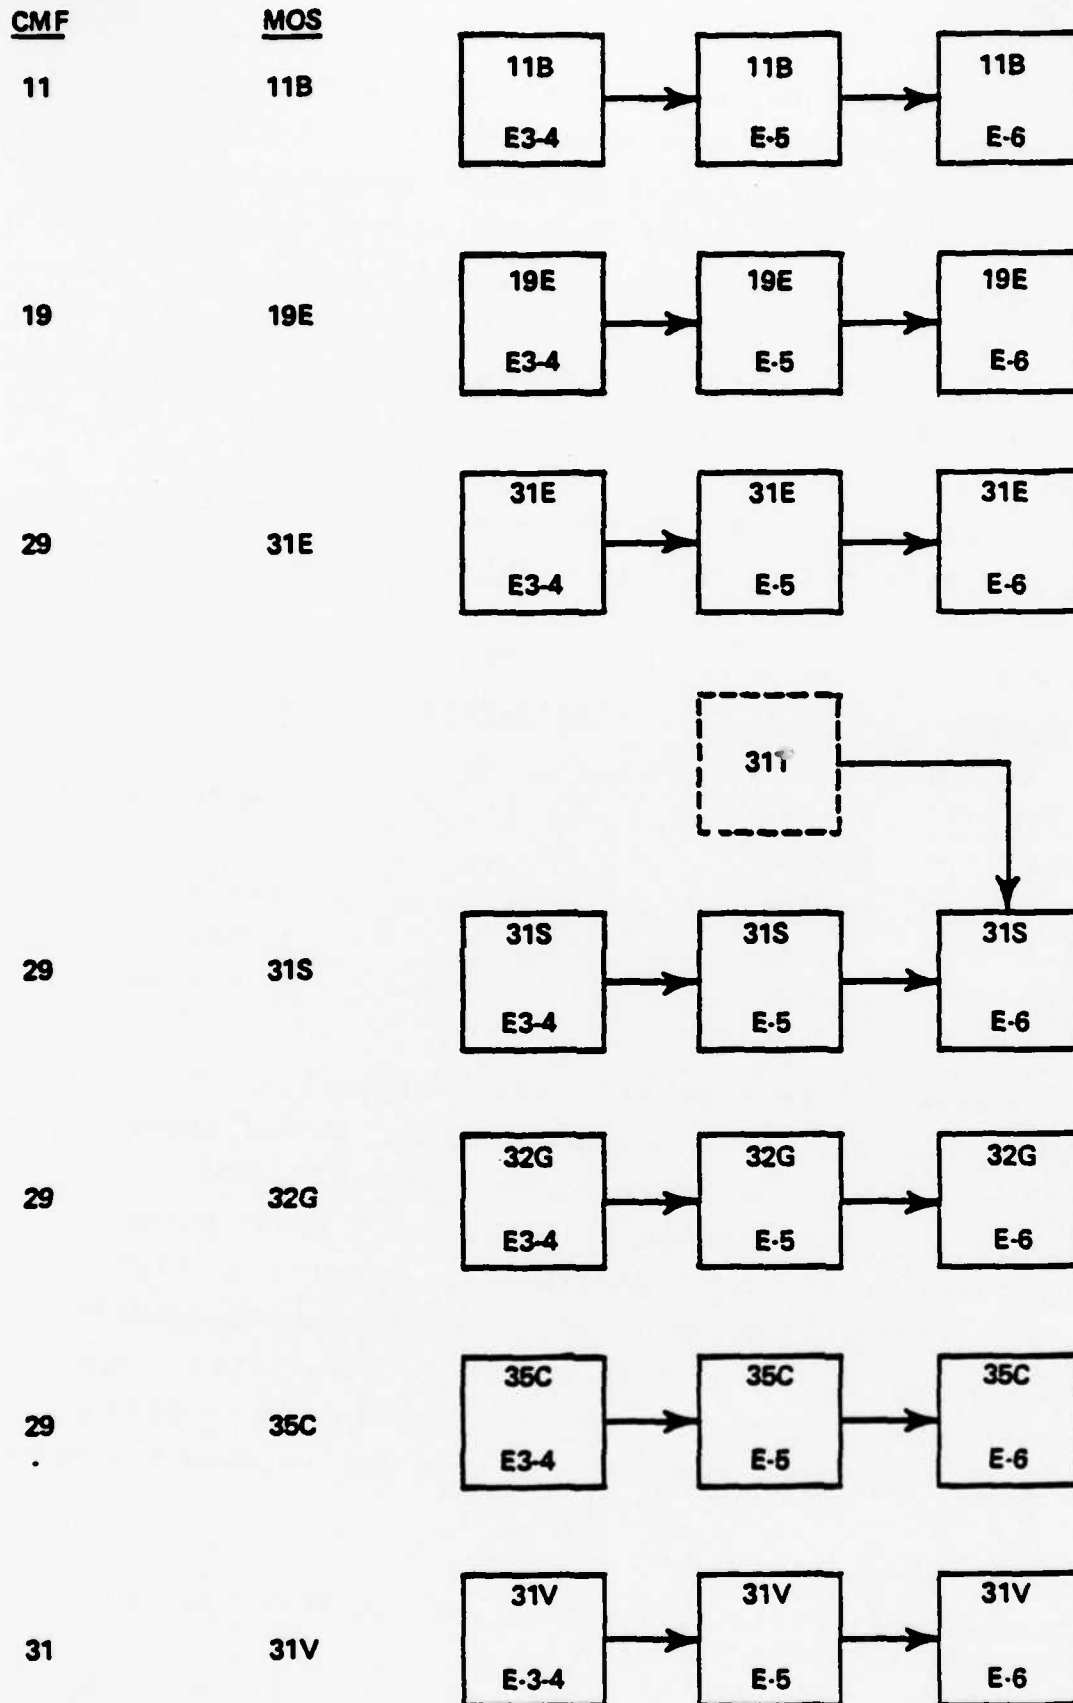 CMF MOS
11 11B 11B 11B 11B
E3-4 E-5 E-6
19 19E 19E 19E 19E
E3-4 E-5 E-6
29 31E 31E 31E 31E
E3-4 E-5 E-6
31T
29 31S 31S 31S 31S
E3-4 E-5 E-6
29 32G 32G 32G 32G
E3-4 E-5 E-6
29 35C 35C 35C 35C
E3-4 E-5 E-6
31 31V 31V 31V 31V
E-3-4 E-5 E-6